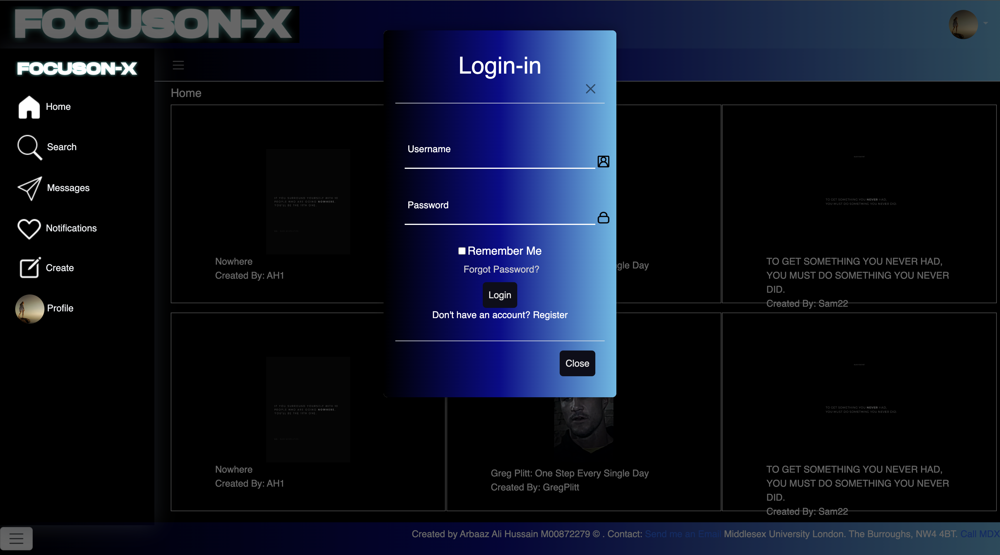 FOCUSON-X
FOCUSON-X
Home
Search
Messages
Notifications
Create
Profile
Home
IF YOU SURROUND YOURSELF WITH 10
PEOPLE WHO ARE GOING NOWHERE,
YOU'LL BE THE 11TH ONE.
Nowhere
Created By: AH1
gle Day
TO GET SOMETHING YOU NEVER HAD,
YOU MUST DO SOMETHING YOU NEVER DID.
TO GET SOMETHING YOU NEVER HAD,
YOU MUST DO SOMETHING YOU NEVER
DID.
Created By: Sam22
Login-in
Username
Password
Remember Me
Forgot Password?
Login
Don't have an account? Register
Close
IF YOU SURROUND YOURSELF WITH 10
PEOPLE WHO ARE GOING NOWHERE,
YOU'LL BE THE 11TH ONE.
Nowhere
Created By: AH1
Greg Plitt: One Step Every Single Day
Created By: GregPlitt
TO GET SOMETHING YOU NEVER HAD,
YOU MUST DO SOMETHING YOU NEVER DID.
TO GET SOMETHING YOU NEVER HAD,
YOU MUST DO SOMETHING YOU NEVER
DID.
Created By: Sam22
Created by Arbaaz Ali Hussain M00872279 © . Contact: Send me an Email Middlesex University London. The Burroughs, NW4 4BT. Call MDX